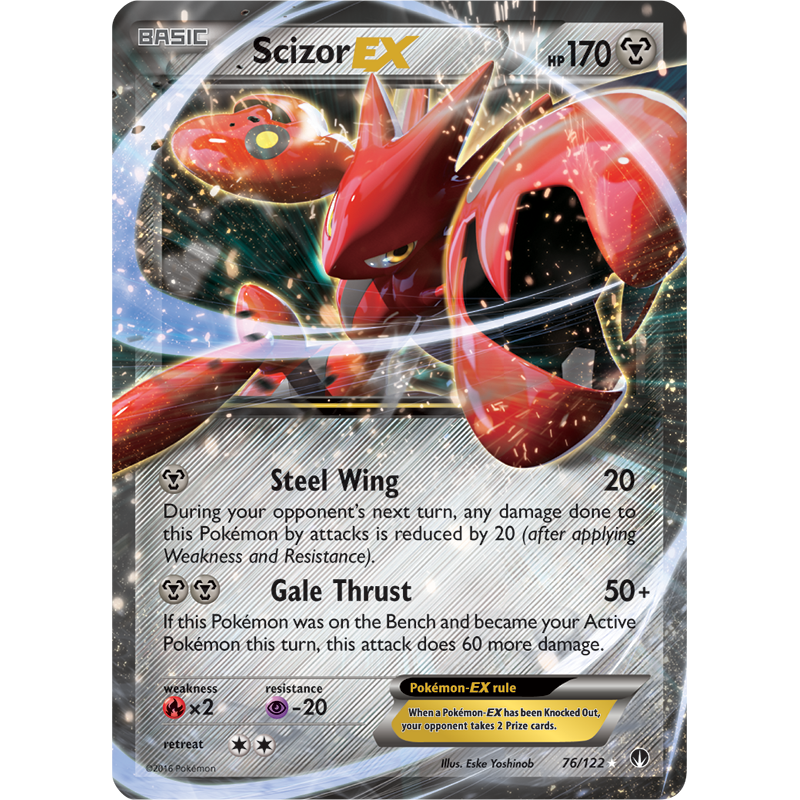 BASIC Scizor EX HP 170
Steel Wing 20
During your opponent's next turn, any damage done to
this Pokémon by attacks is reduced by 20 (after applying
Weakness and Resistance).
Gale Thrust 50+
If this Pokémon was on the Bench and became your Active
Pokémon this turn, this attack does 60 more damage.
weakness resistance
×2 -20
retreat
Pokémon-EX rule
When a Pokémon-EX has been Knocked Out,
your opponent takes 2 Prize cards.
©2016 Pokémon Illus. Eske Yoshinob 76/122